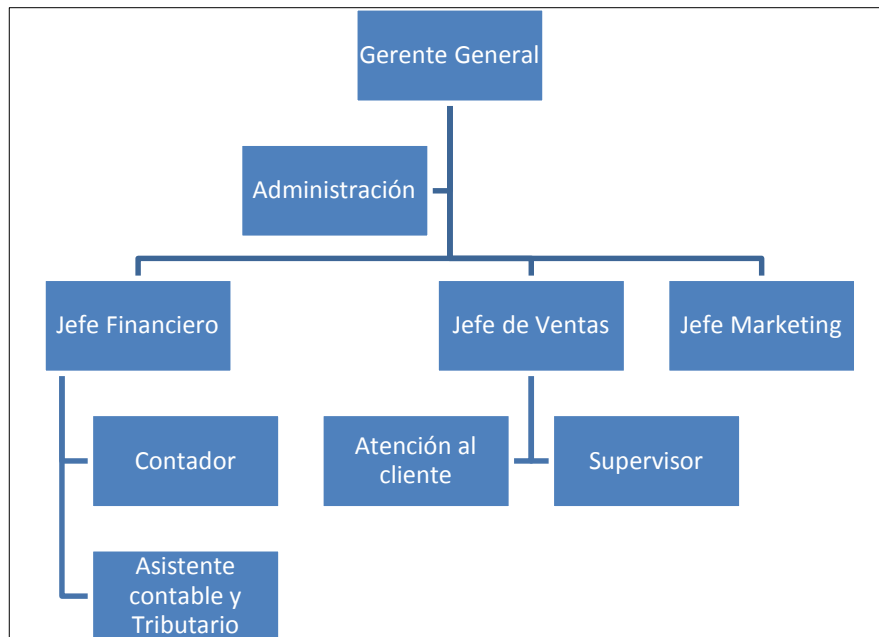 Gerente General
Administración
Jefe Financiero
Jefe de Ventas
Jefe Marketing
Contador
Atención al
cliente
Supervisor
Asistente
contable y
Tributario